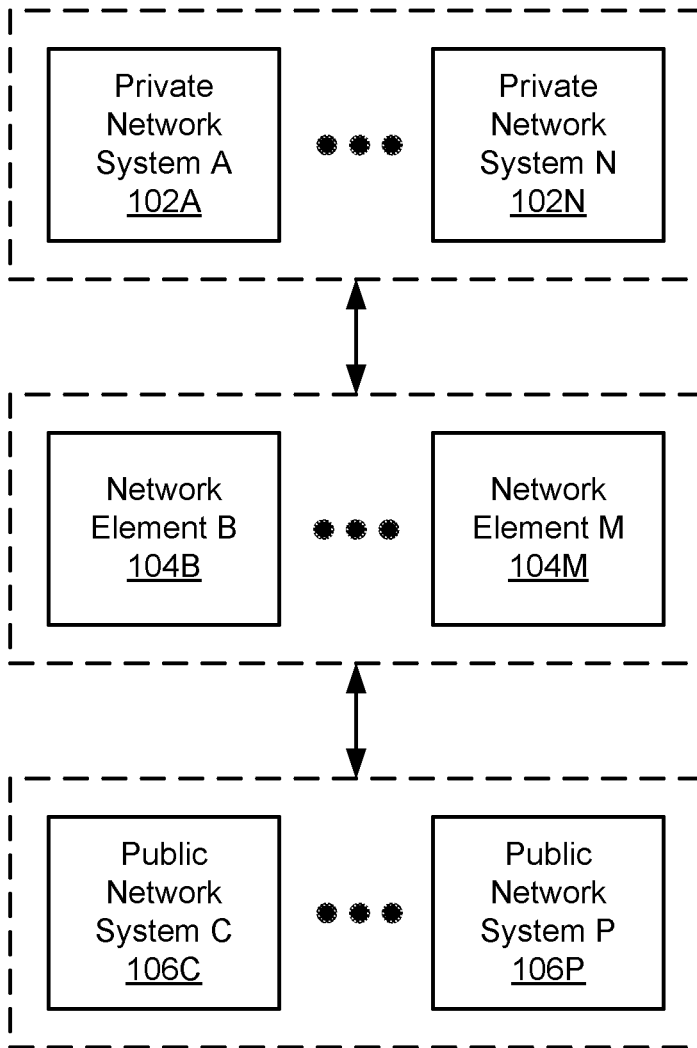 Private
Network
System A
102A
Private
Network
System N
102N
Network
Element B
104B
Network
Element M
104M
Public
Network
System C
106C
Public
Network
System P
106P